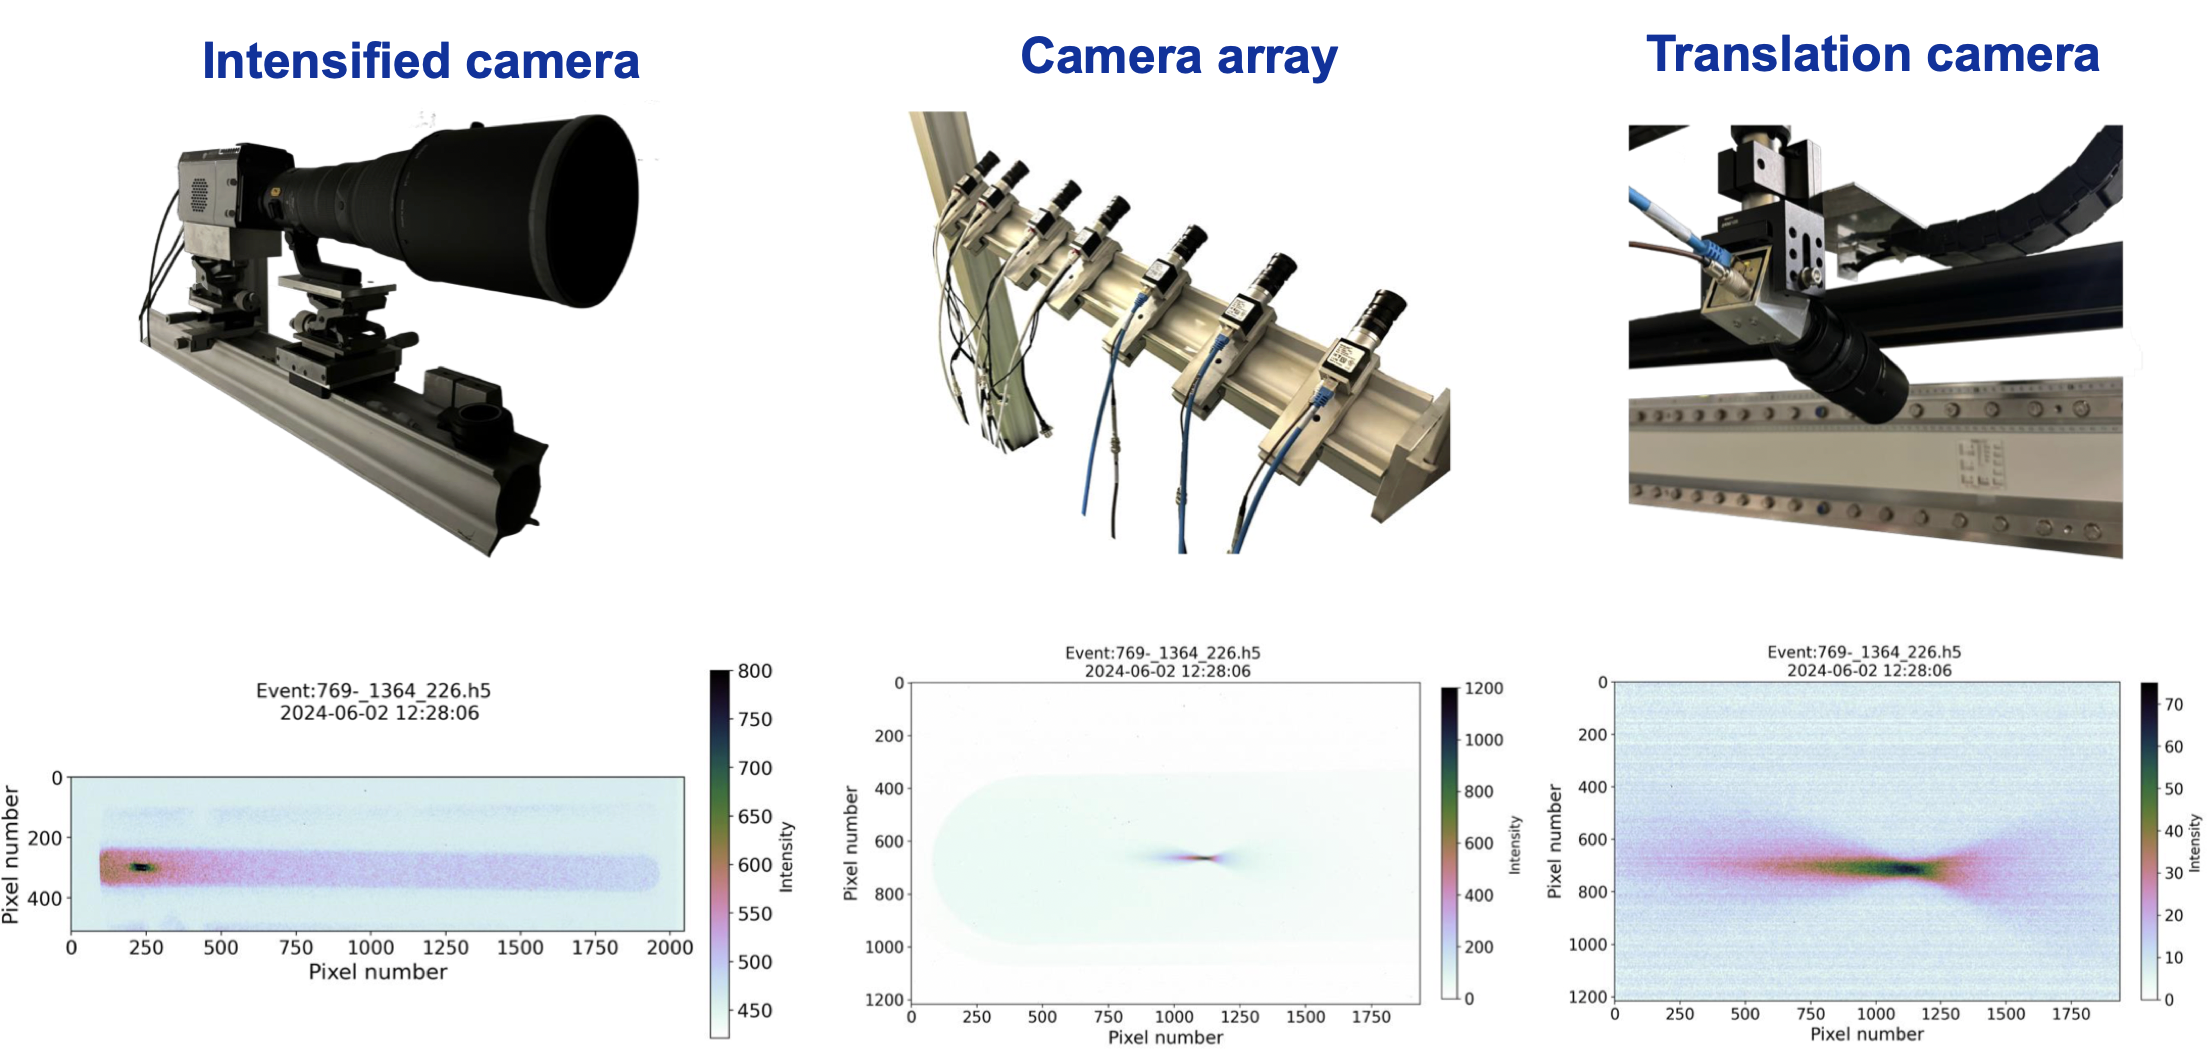 Intensified camera
Camera array
Translation camera
Event:769-_1364_226.h5
2024-06-02 12:28:06
0
200
400
Pixel number
0 250 500 750 1000 1250 1500 1750 2000
Pixel number
800
750
700
650
600
550
500
450
Intensity
Event:769-_1364_226.h5
2024-06-02 12:28:06
0
200
400
600
800
1000
1200
Pixel number
0 250 500 750 1000 1250 1500 1750
Pixel number
1200
1000
800
600
400
200
0
Intensity
Event:769-_1364_226.h5
2024-06-02 12:28:06
0
200
400
600
800
1000
1200
Pixel number
0 250 500 750 1000 1250 1500 1750
Pixel number
70
60
50
40
30
20
10
0
Intensity